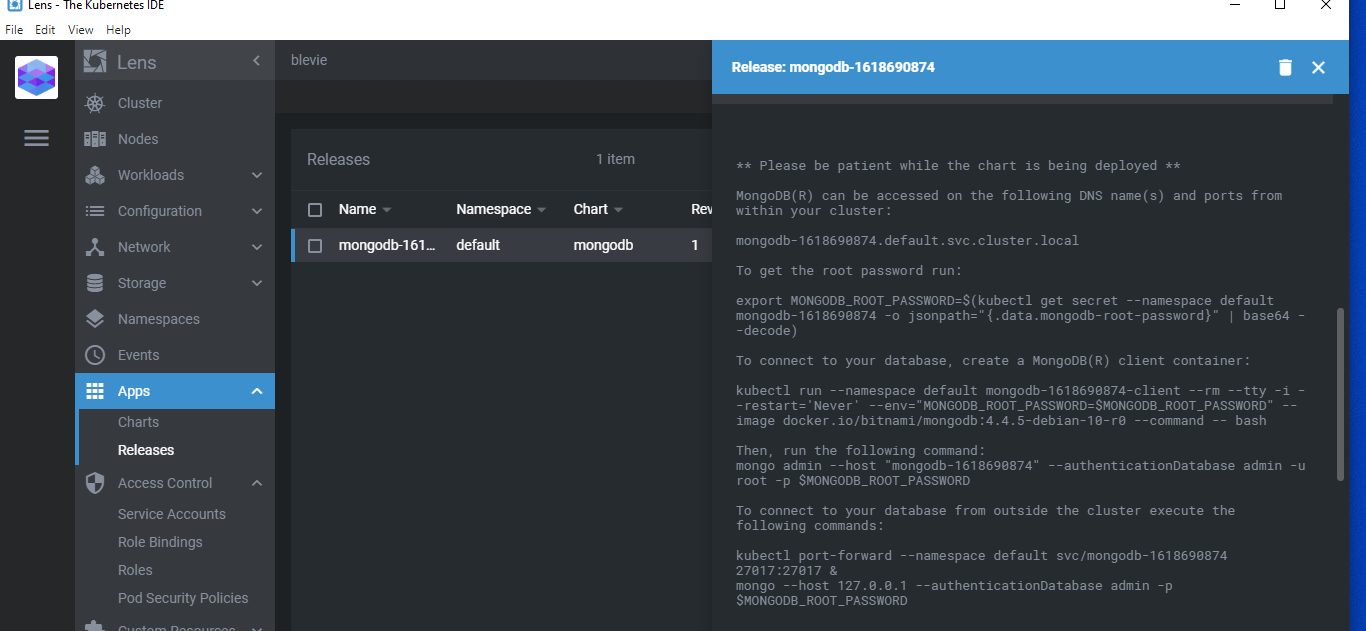 Lens - The Kubernetes IDE
File Edit View Help
Lens
Cluster
Nodes
Workloads
Configuration
Network
Storage
Namespaces
Events
Apps
Charts
Releases
Access Control
Service Accounts
Role Bindings
Roles
Pod Security Policies
Custom Resources
blevie
Releases 1 item
Name Namespace Chart Rev
mongodb-161... default mongodb 1
Release: mongodb-1618690874
** Please be patient while the chart is being deployed **
MongoDB(R) can be accessed on the following DNS name(s) and ports from
within your cluster:
mongodb-1618690874.default.svc.cluster.local
To get the root password run:
export MONGODB_ROOT_PASSWORD=$(kubectl get secret --namespace default
mongodb-1618690874 -o jsonpath="{.data.mongodb-root-password}" | base64 -
-decode)
To connect to your database, create a MongoDB(R) client container:
kubectl run --namespace default mongodb-1618690874-client --rm --tty -i -
-restart='Never' --env="MONGODB_ROOT_PASSWORD=$MONGODB_ROOT_PASSWORD" --
image docker.io/bitnami/mongodb:4.4.5-debian-10-r0 --command -- bash
Then, run the following command:
mongo admin --host "mongodb-1618690874" --authenticationDatabase admin -u
root -p $MONGODB_ROOT_PASSWORD
To connect to your database from outside the cluster execute the
following commands:
kubectl port-forward --namespace default svc/mongodb-1618690874
27017:27017 &
mongo --host 127.0.0.1 --authenticationDatabase admin -p
$MONGODB_ROOT_PASSWORD